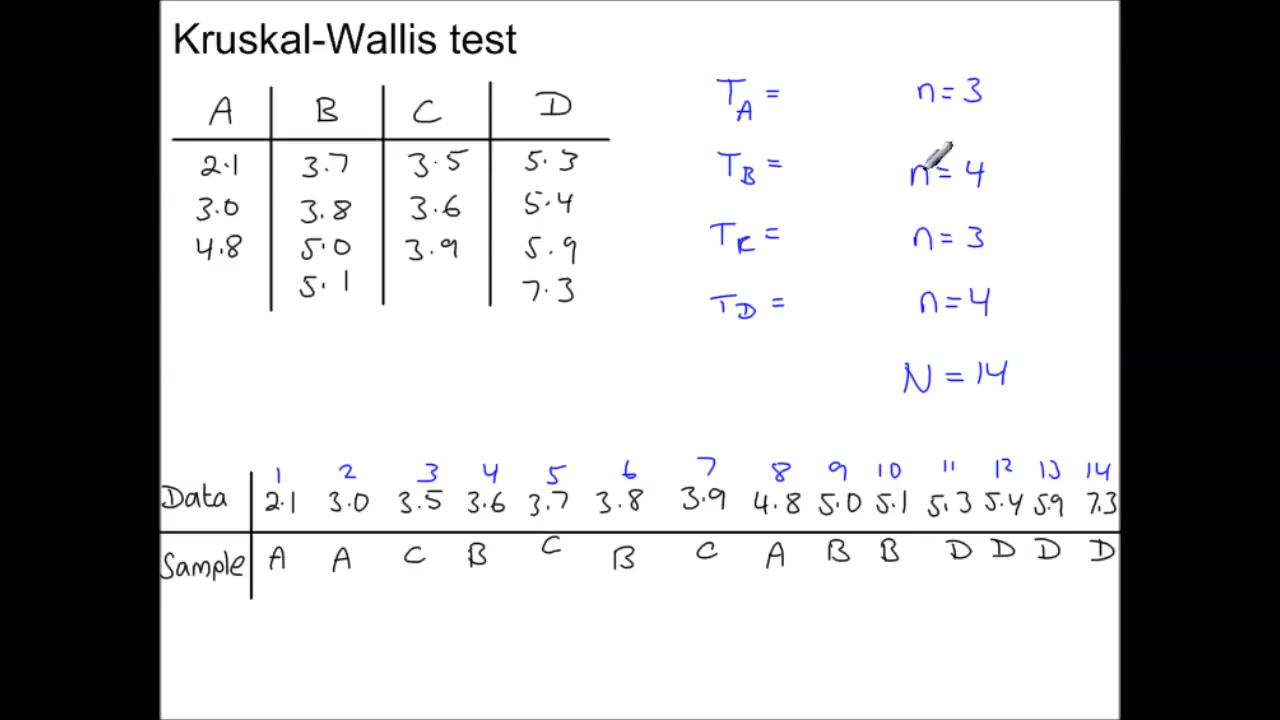 Kruskal-Wallis test
A B C D
2.1 3.7 3.5 5.3
3.0 3.8 3.6 5.4
4.8 5.0 3.9 5.9
5.1 7.3
TA = n = 3
TB = n = 4
TC = n = 3
TD = n = 4
N = 14
1 2 3 4 5 6 7 8 9 10 11 12 13 14
Data 2.1 3.0 3.5 3.6 3.7 3.8 3.9 4.8 5.0 5.1 5.3 5.4 5.9 7.3
Sample A A C B C B C A B B D D D D